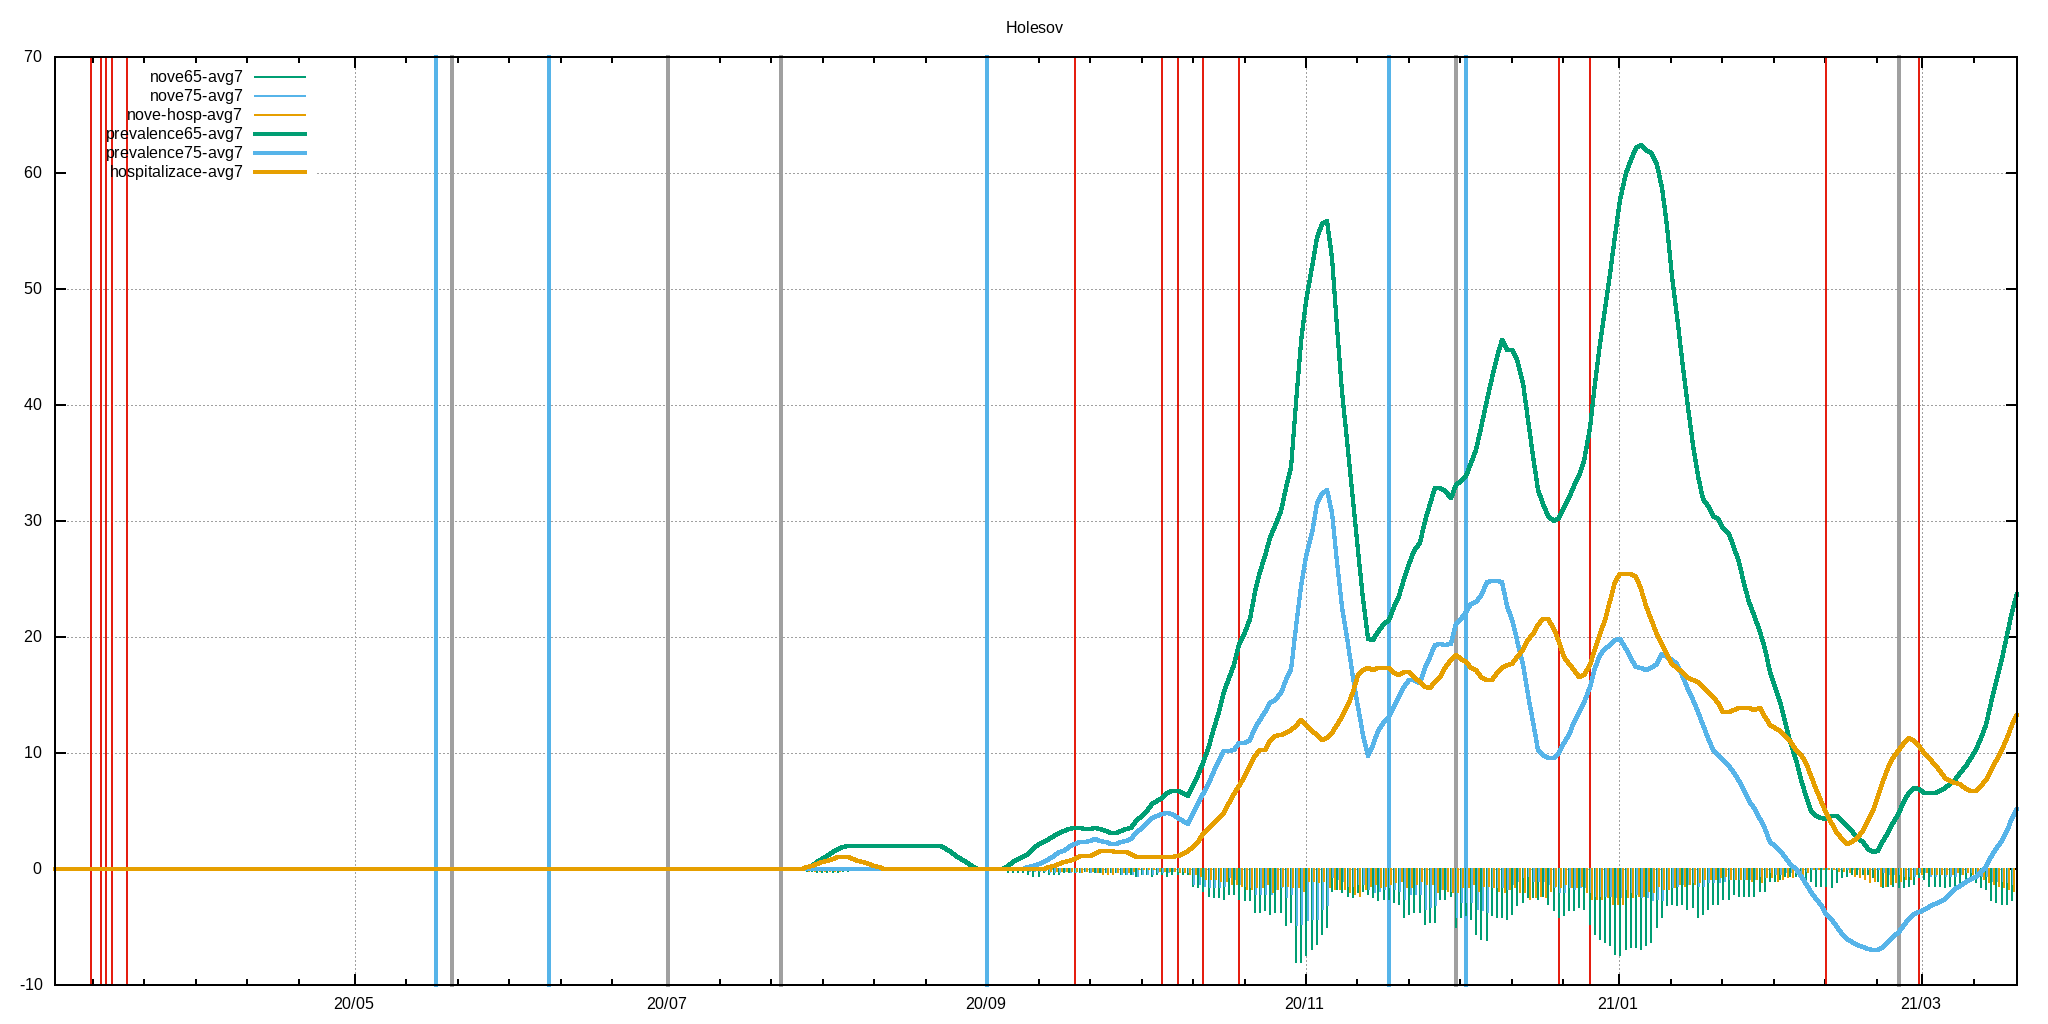 Holesov
70
nove65-avg7
nove75-avg7
nove-hosp-avg7
prevalence65-avg7
prevalence75-avg7
hospitalizace-avg7
60
50
40
30
20
10
0
-10
20/05
20/07
20/09
20/11
21/01
21/03